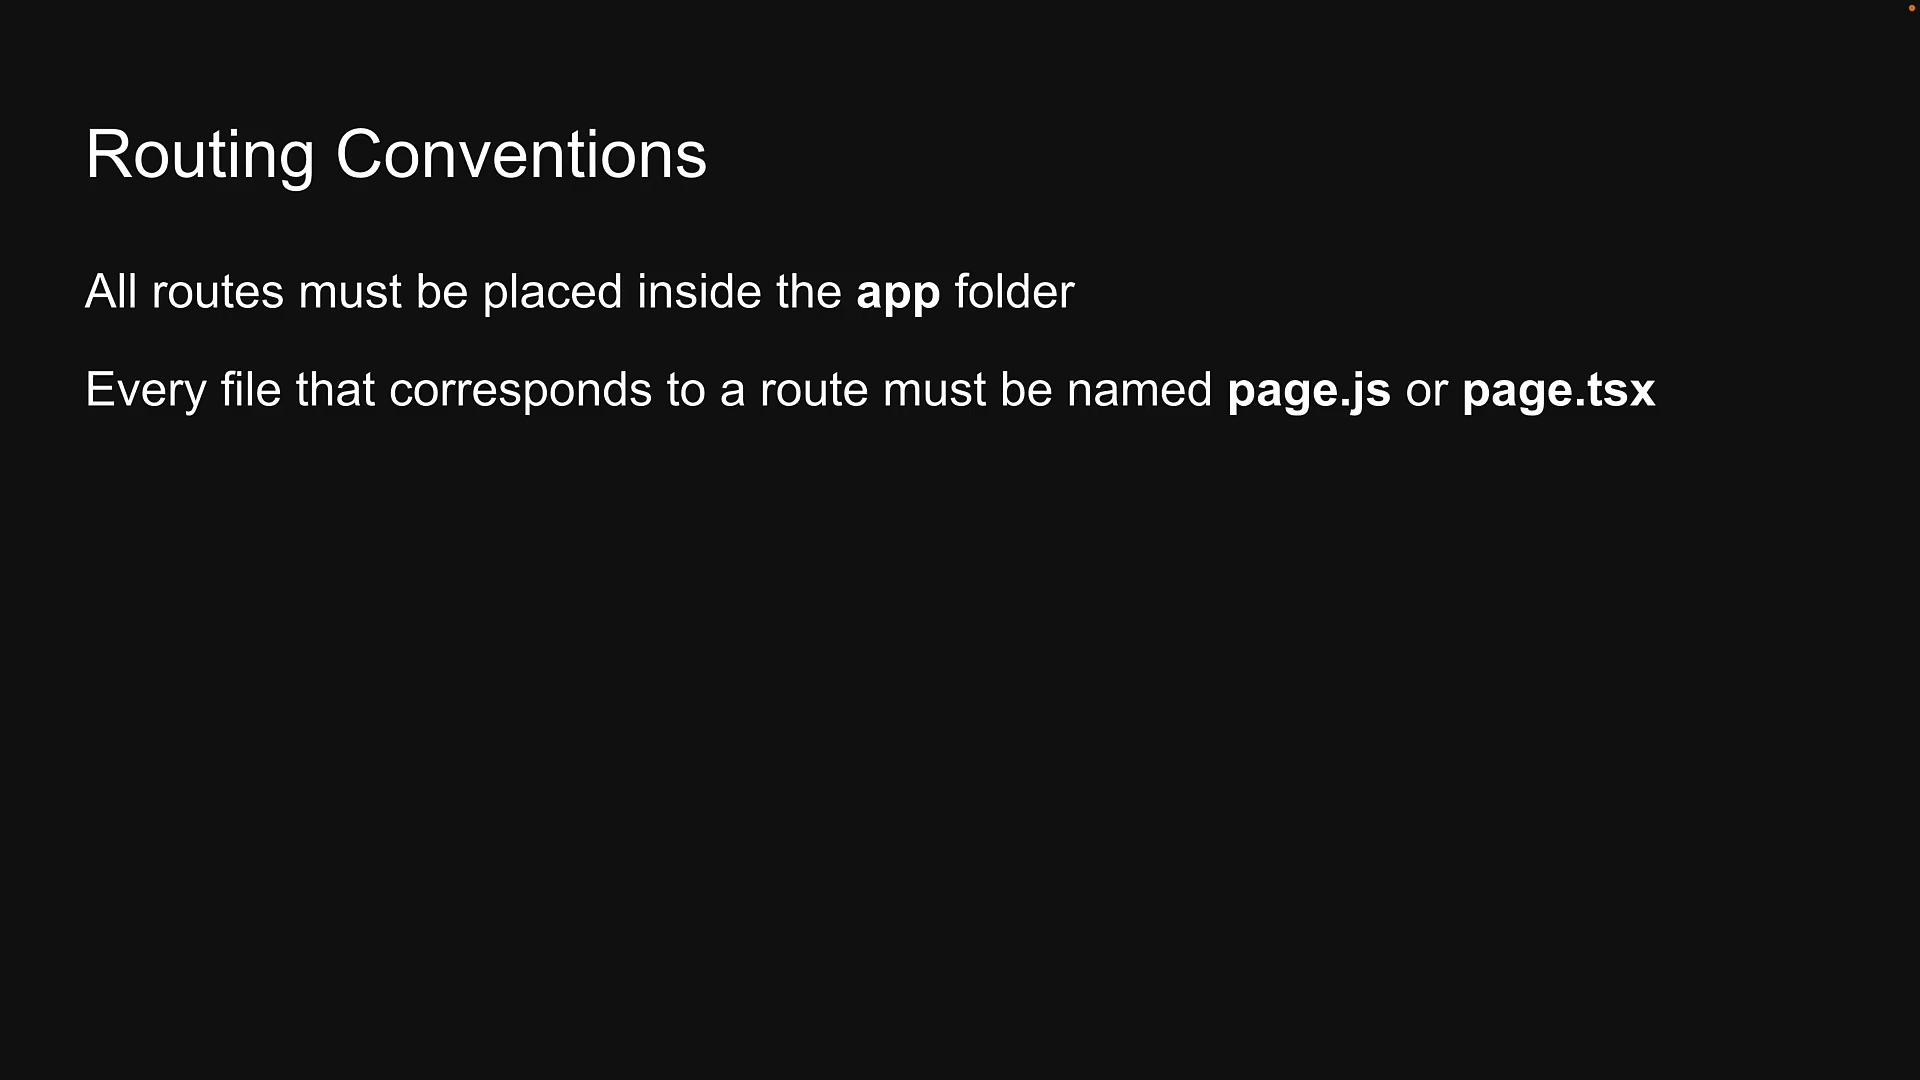 Routing Conventions
All routes must be placed inside the app folder
Every file that corresponds to a route must be named page.js or page.tsx